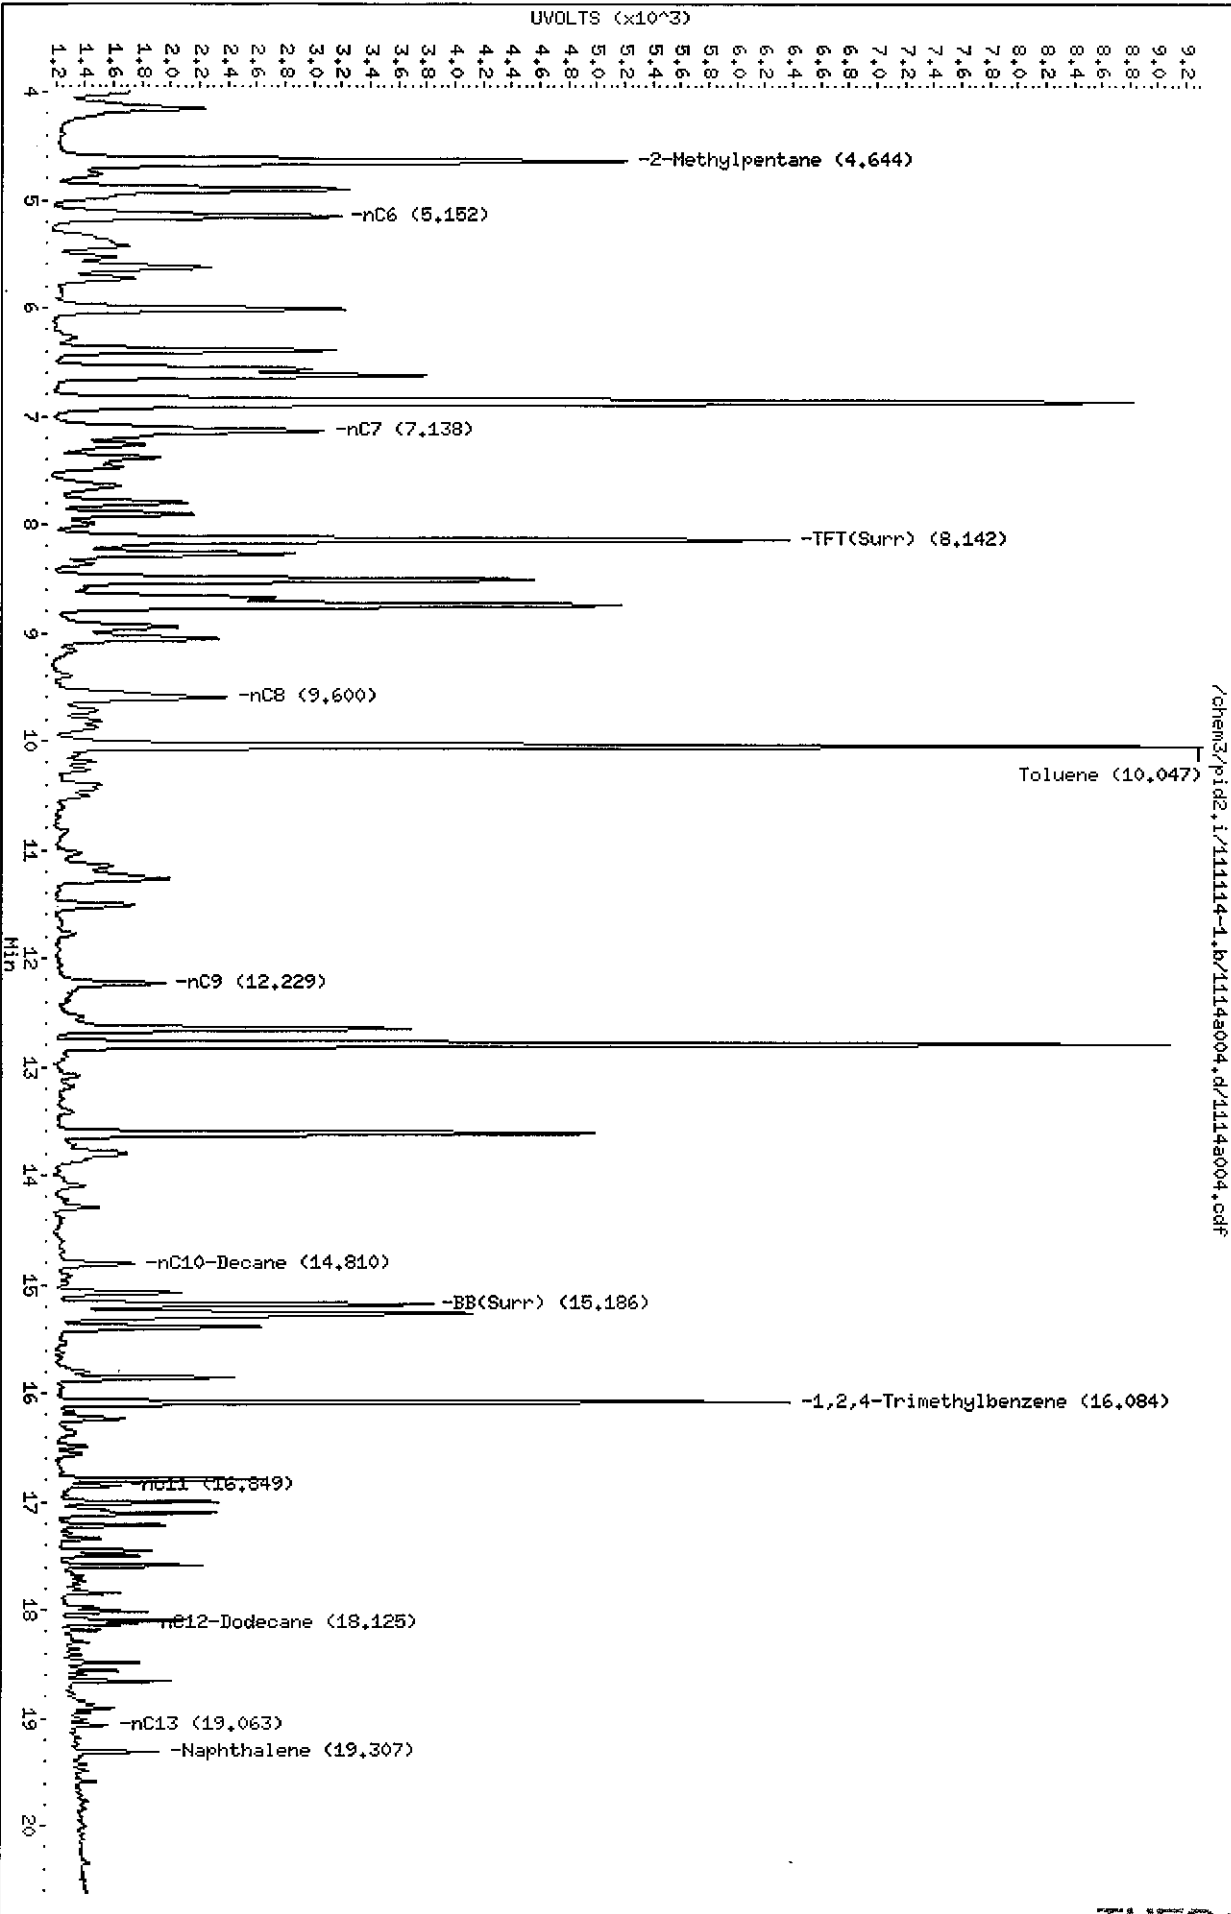 UVOLTS (x10^3)
1.2 1.4 1.6 1.8 2.0 2.2 2.4 2.6 2.8 3.0 3.2 3.4 3.6 3.8 4.0 4.2 4.4 4.6 4.8 5.0 5.2 5.4 5.6 5.8 6.0 6.2 6.4 6.6 6.8 7.0 7.2 7.4 7.6 7.8 8.0 8.2 8.4 8.6 8.8 9.0 9.2
/chem3/pid2.i/111114-1.b/1114a004.d/1114a004.cdf
4
-2-Methylpentane (4.644)
5
-nC6 (5.152)
6
7
-nC7 (7.138)
8
-TFT(Surr) (8.142)
9
-nC8 (9.600)
10
Toluene (10.047)
11
12
Min
-nC9 (12.229)
13
14
-nC10-Decane (14.810)
15
-BB(Surr) (15.186)
16
-1,2,4-Trimethylbenzene (16.084)
-nC11 (16.849)
17
18
-nC12-Dodecane (18.125)
19
-nC13 (19.063)
-Naphthalene (19.307)
20